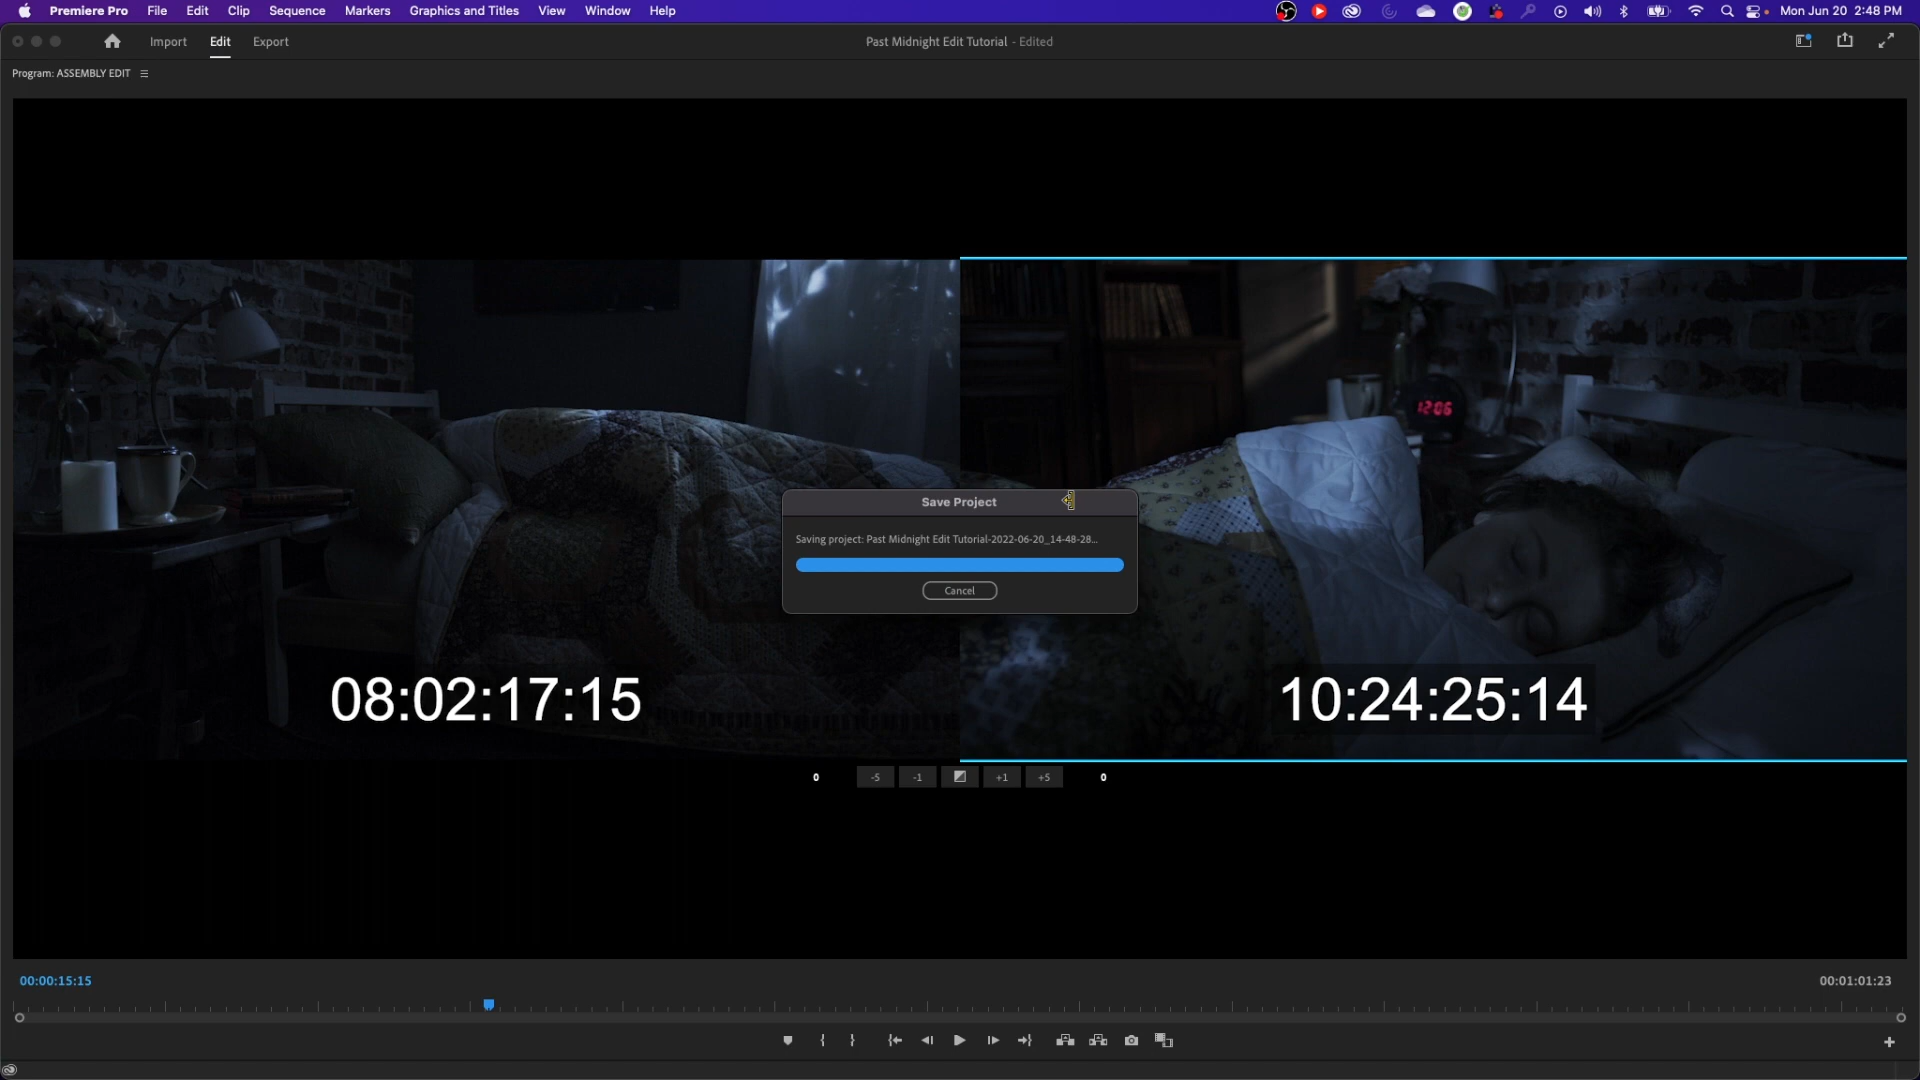 Premiere Pro File Edit Clip Sequence Markers Graphics and Titles View Window Help Mon Jun 20 2:48 PM
Import Edit Export Past Midnight Edit Tutorial - Edited
Program: ASSEMBLY EDIT
12:06
Save Project
Saving project: Past Midnight Edit Tutorial-2022-06-20_14-48-28...
Cancel
08:02:17:15 10:24:25:14
0 -5 -1 +1 +5 0
00:00:15:15 00:01:01:23